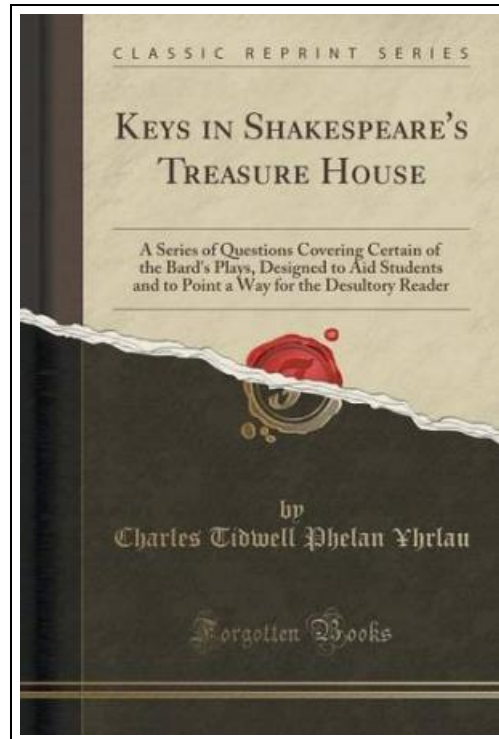 CLASSIC REPRINT SERIES
KEYS IN SHAKESPEARE'S
TREASURE HOUSE
A Series of Questions Covering Certain of
the Bard's Plays, Designed to Aid Students
and to Point a Way for the Desultory Reader
by
Charles Tidwell Phelan ¥hrlau
Forgotten Books